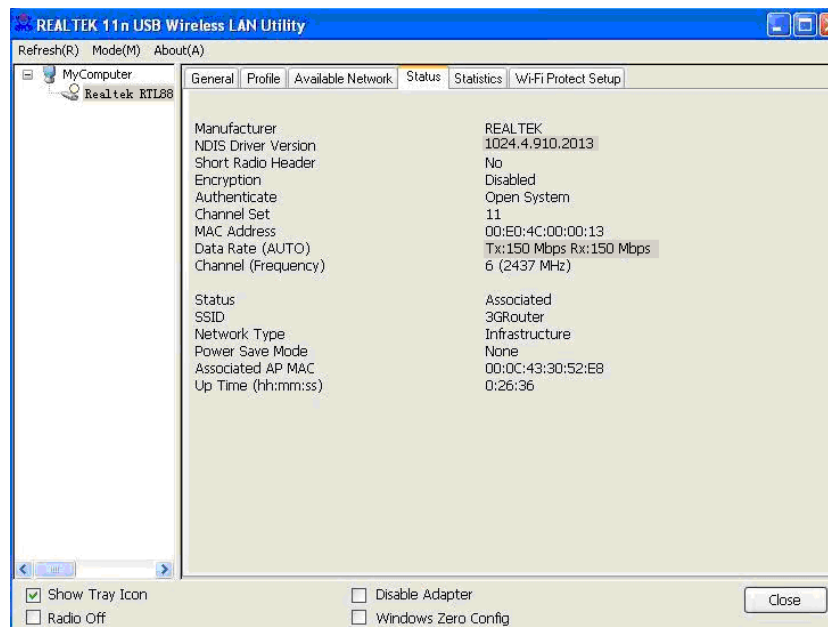 REALTEK 11n USB Wireless LAN Utility
Refresh(R) Mode(M) About(A)
MyComputer
Realtek RTL88
General Profile Available Network Status Statistics Wi-Fi Protect Setup
Manufacturer REALTEK
NDIS Driver Version 1024.4.910.2013
Short Radio Header No
Encryption Disabled
Authenticate Open System
Channel Set 11
MAC Address 00:E0:4C:00:00:13
Data Rate (AUTO) Tx:150 Mbps Rx:150 Mbps
Channel (Frequency) 6 (2437 MHz)
Status Associated
SSID 3GRouter
Network Type Infrastructure
Power Save Mode None
Associated AP MAC 00:0C:43:30:52:E8
Up Time (hh:mm:ss) 0:26:36
Show Tray Icon Disable Adapter
Close
Radio Off Windows Zero Config